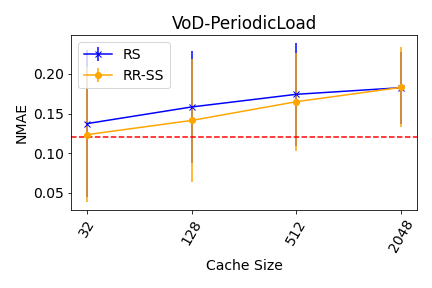 VoD-PeriodicLoad
RS
RR-SS
NMAE
0.20
0.15
0.10
0.05
32
128
512
2048
Cache Size